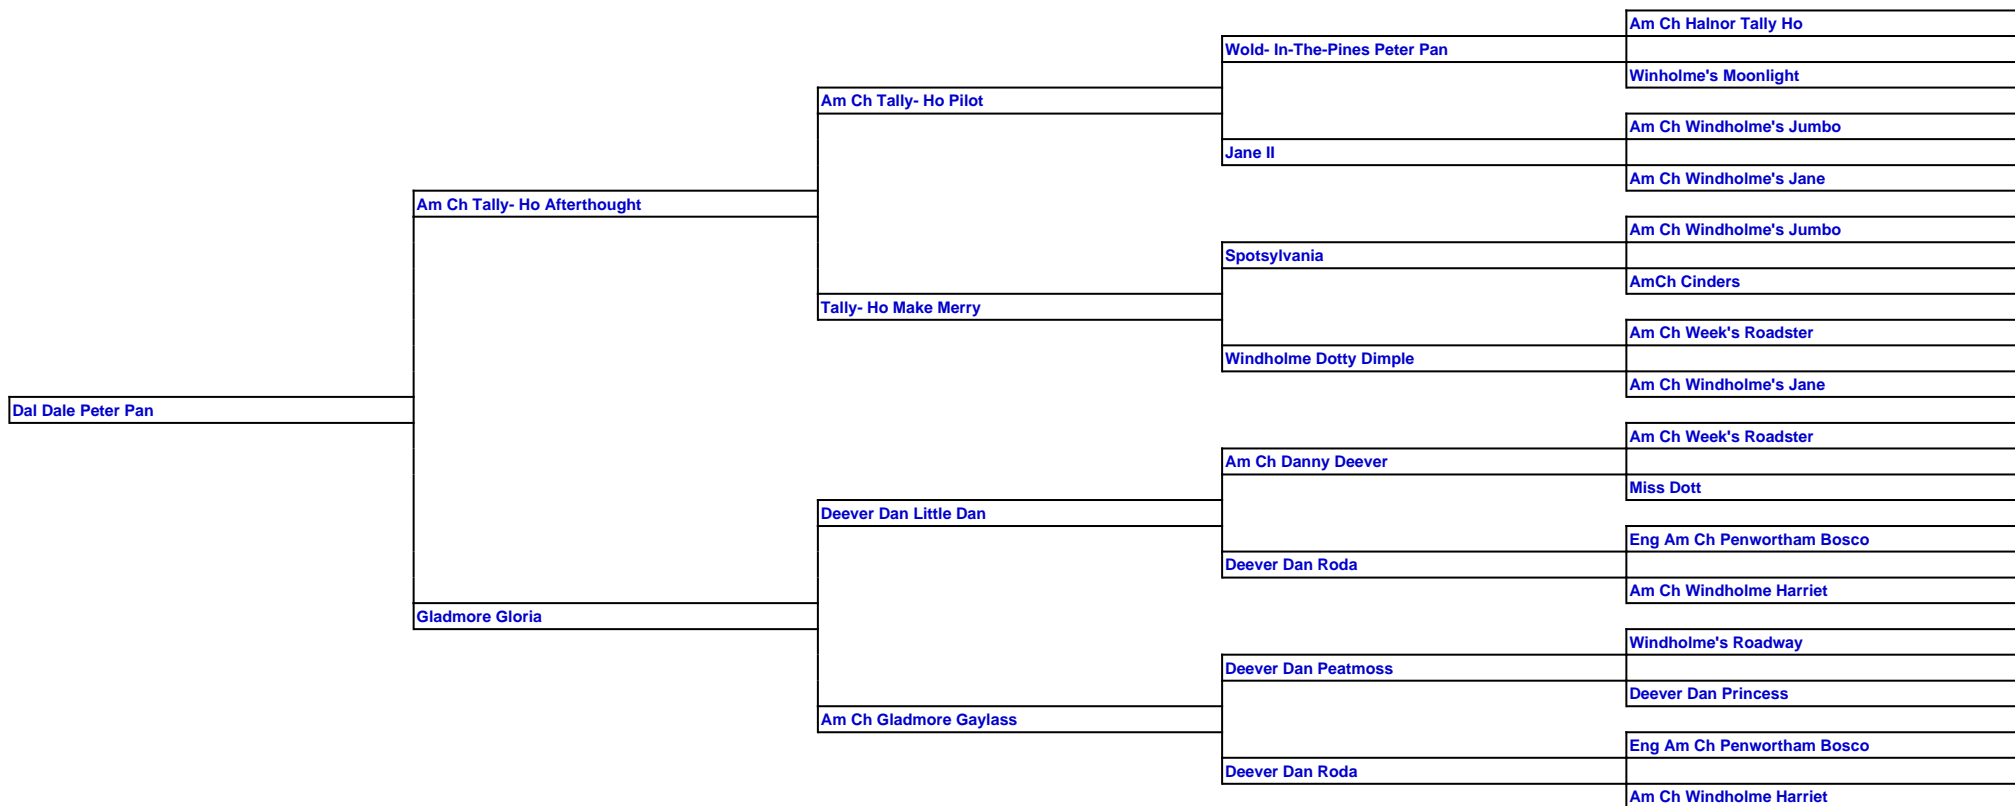 Am Ch Halnor Tally Ho
Wold- In-The-Pines Peter Pan
Winholme's Moonlight
Am Ch Tally- Ho Pilot
Am Ch Windholme's Jumbo
Jane II
Am Ch Windholme's Jane
Am Ch Tally- Ho Afterthought
Am Ch Windholme's Jumbo
Spotsylvania
AmCh Cinders
Tally- Ho Make Merry
Am Ch Week's Roadster
Windholme Dotty Dimple
Am Ch Windholme's Jane
Dal Dale Peter Pan
Am Ch Week's Roadster
Am Ch Danny Deever
Miss Dott
Deever Dan Little Dan
Eng Am Ch Penwortham Bosco
Deever Dan Roda
Am Ch Windholme Harriet
Gladmore Gloria
Windholme's Roadway
Deever Dan Peatmoss
Deever Dan Princess
Am Ch Gladmore Gaylass
Eng Am Ch Penwortham Bosco
Deever Dan Roda
Am Ch Windholme Harriet